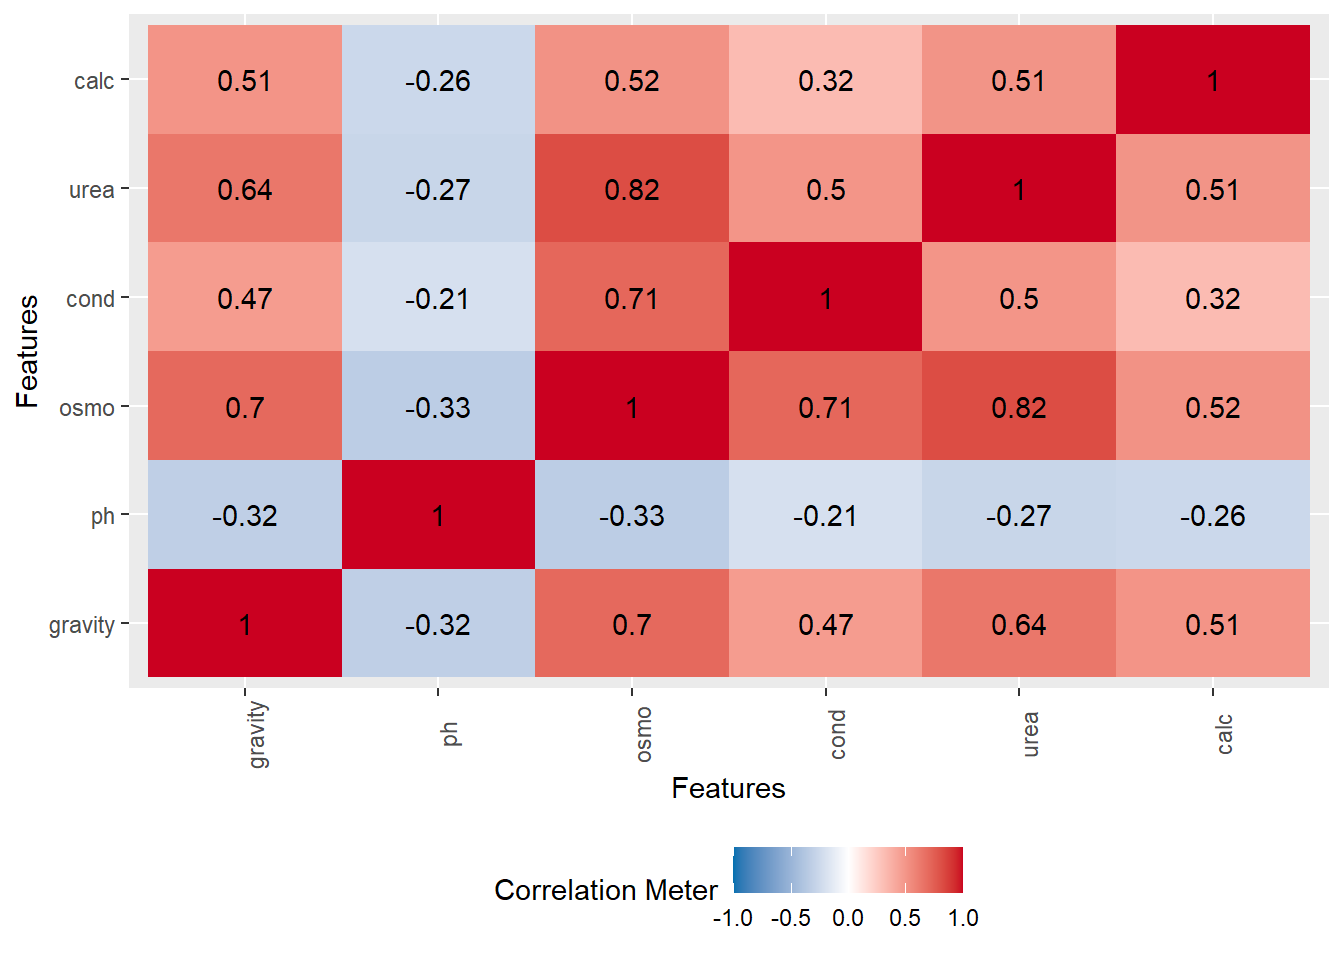 calc 0.51 -0.26 0.52 0.32 0.51 1
urea 0.64 -0.27 0.82 0.5 1 0.51
cond 0.47 -0.21 0.71 1 0.5 0.32
Features
osmo 0.7 -0.33 1 0.71 0.82 0.52
ph -0.32 1 -0.33 -0.21 -0.27 -0.26
gravity 1 -0.32 0.7 0.47 0.64 0.51
gravity ph osmo cond urea calc
Features
Correlation Meter
-1.0 -0.5 0.0 0.5 1.0